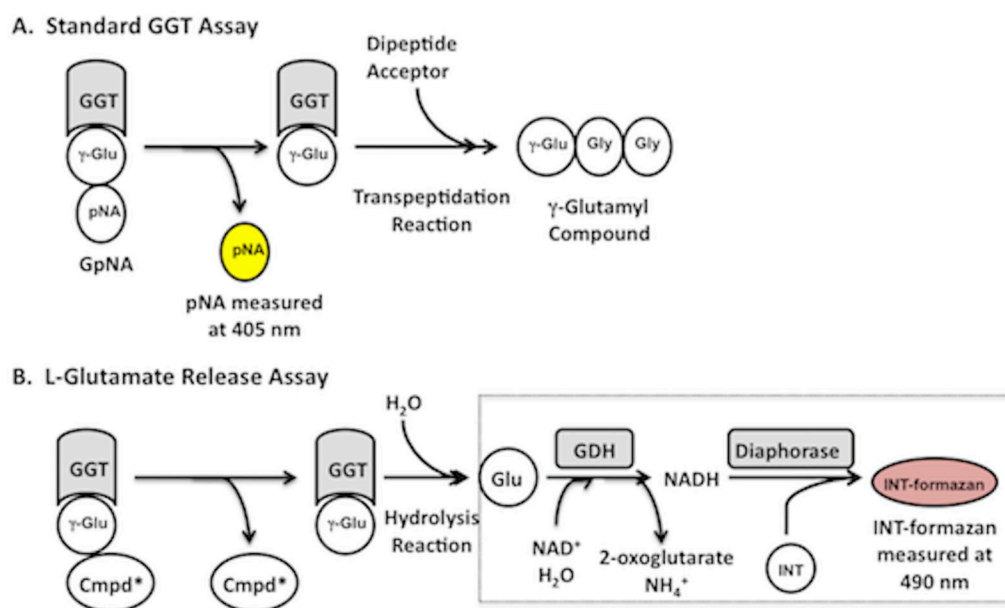 A. Standard GGT Assay
Dipeptide
Acceptor
GGT
γ-Glu
pNA
GpNA
pNA
pNA measured
at 405 nm
GGT
γ-Glu
Transpeptidation
Reaction
γ-Glu Gly Gly
γ-Glutamyl
Compound
B. L-Glutamate Release Assay
GGT
γ-Glu
Cmpd*
Cmpd*
GGT
γ-Glu
H₂O
Hydrolysis
Reaction
Glu
GDH
NAD⁺
H₂O
2-oxoglutarate
NH₄⁺
NADH
Diaphorase
INT
INT-formazan
INT-formazan
measured at
490 nm